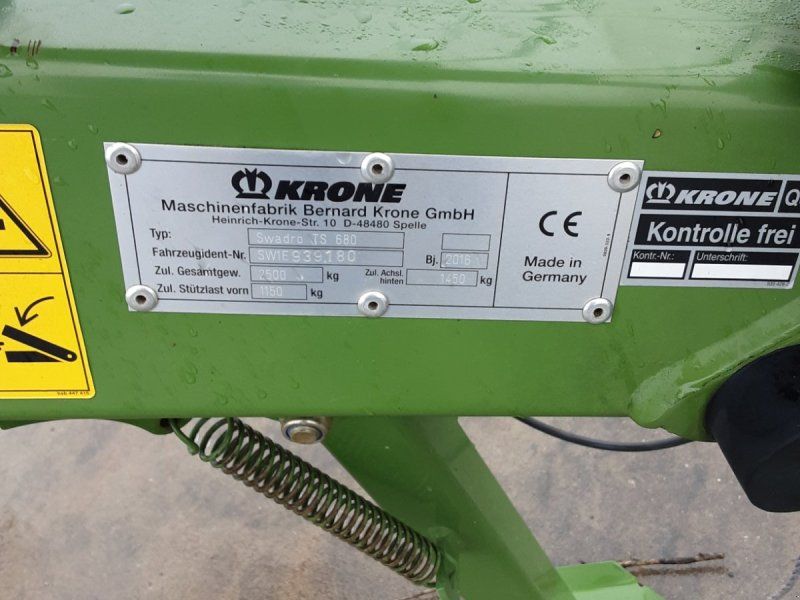 KRONE
Maschinenfabrik Bernard Krone GmbH
Heinrich-Krone-Str. 10 D-48480 Spelle
Typ: Swadro TS 680
Fahrzeugident-Nr. SWIE939180 Bj. 2016
Zul. Gesamtgew. 2500 kg Zul. Achsl. hinten 1450 kg
Zul. Stützlast vorn 1150 kg
CE
Made in
Germany
KRONE Q
Kontrolle frei
Kontr.-Nr.: Unterschrift: